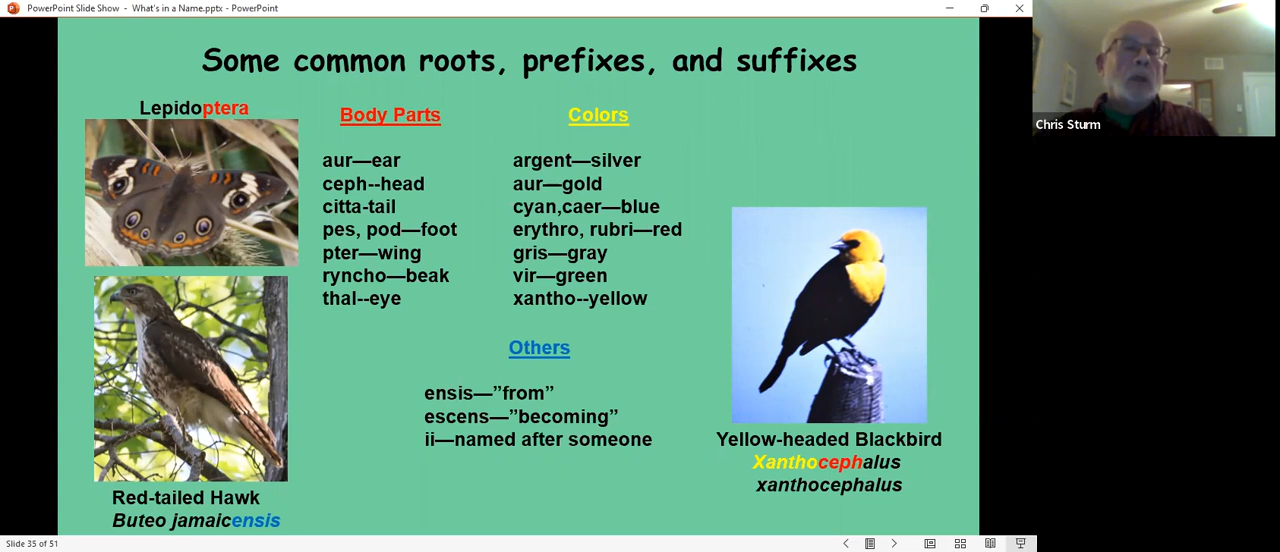 PowerPoint Slide Show - What's in a Name.pptx - PowerPoint
Some common roots, prefixes, and suffixes
Lepidoptera
Body Parts
aur—ear
ceph--head
citta-tail
pes, pod—foot
pter—wing
ryncho—beak
thal--eye
Colors
argent—silver
aur—gold
cyan,caer—blue
erythro, rubri—red
gris—gray
vir—green
xantho--yellow
Others
ensis—”from”
escens—”becoming”
ii—named after someone
Red-tailed Hawk
Buteo jamaicensis
Yellow-headed Blackbird
Xanthocephalus
xanthocephalus
Chris Sturm
Slide 35 of 51